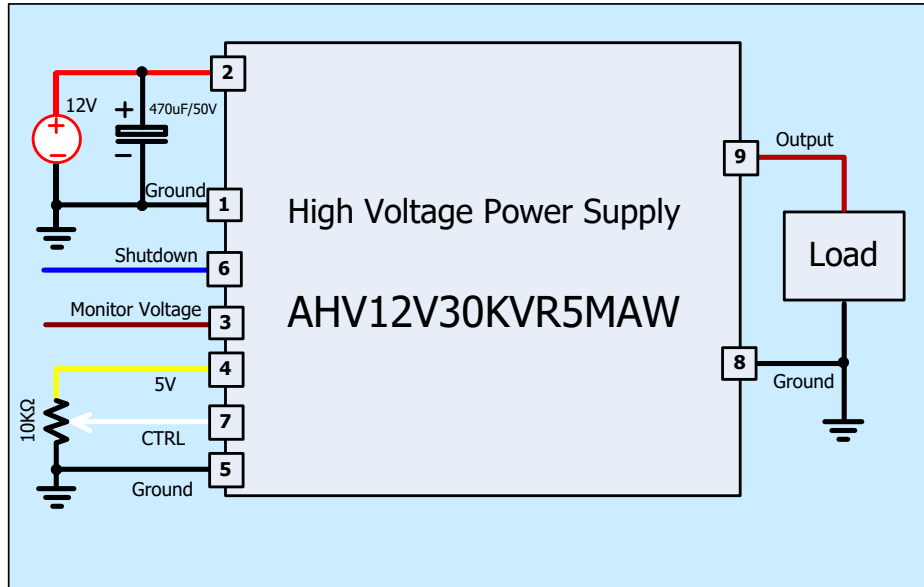 2
12V
+
470uF/50V
+
−
−
Ground
1
9
Output
High Voltage Power Supply
Shutdown
6
Load
Monitor Voltage
3
AHV12V30KVR5MAW
4
5V
8
Ground
10KΩ
7
CTRL
5
Ground